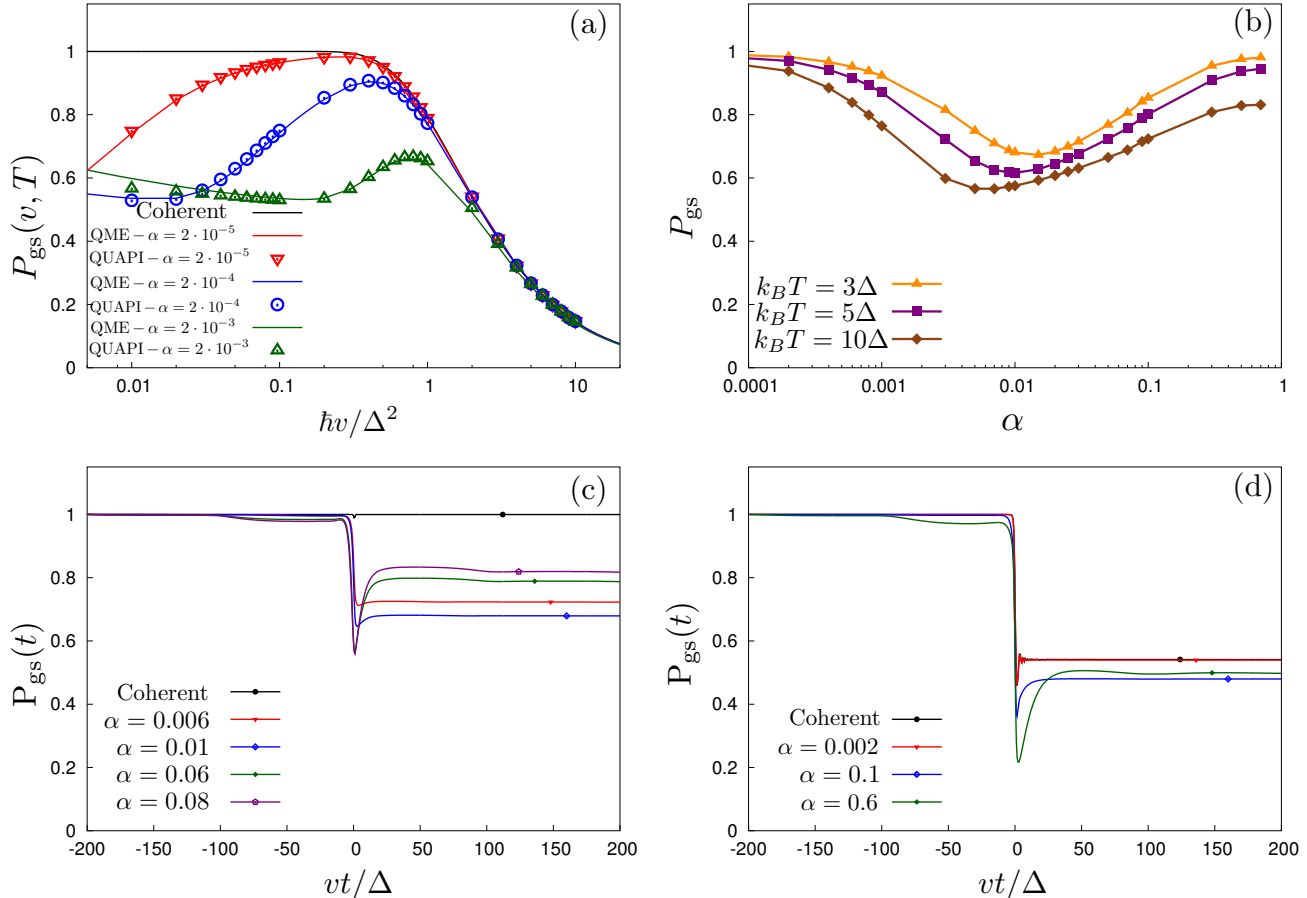 (a)
P_gs(v, T)
1
0.8
0.6
0.4
0.2
0
Coherent
QME − α = 2 · 10^−5
QUAPI − α = 2 · 10^−5
QME − α = 2 · 10^−4
QUAPI − α = 2 · 10^−4
QME − α = 2 · 10^−3
QUAPI − α = 2 · 10^−3
0.01 0.1 1 10
ħv/Δ^2
(b)
P_gs
1
0.8
0.6
0.4
0.2
0
k_BT = 3Δ
k_BT = 5Δ
k_BT = 10Δ
0.0001 0.001 0.01 0.1 1
α
(c)
P_gs(t)
1
0.8
0.6
0.4
0.2
0
Coherent
α = 0.006
α = 0.01
α = 0.06
α = 0.08
-200 -150 -100 -50 0 50 100 150 200
vt/Δ
(d)
P_gs(t)
1
0.8
0.6
0.4
0.2
0
Coherent
α = 0.002
α = 0.1
α = 0.6
-200 -150 -100 -50 0 50 100 150 200
vt/Δ